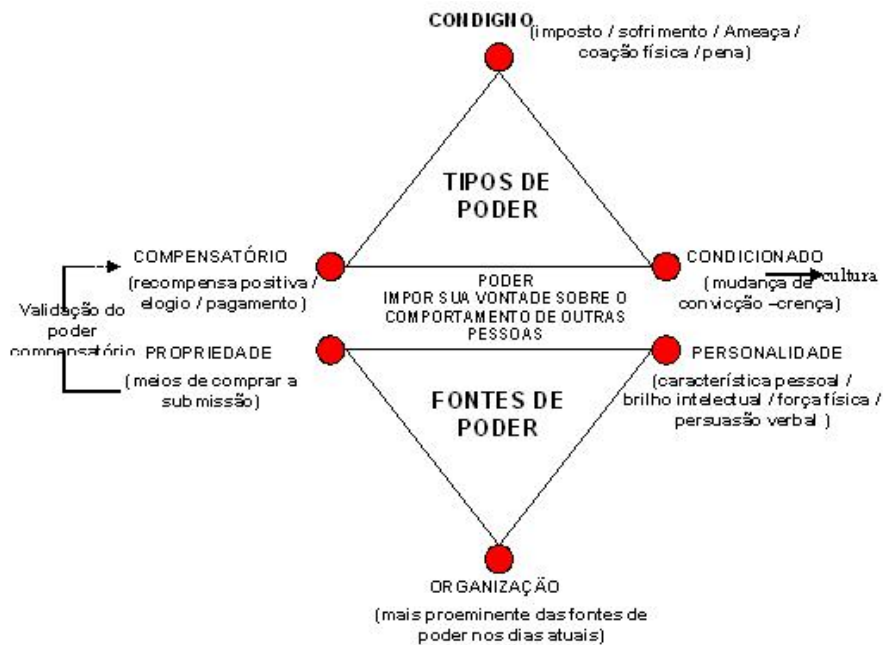 CONDIGNO
(imposto / sofrimento / Ameaça /
coação física / pena)
TIPOS DE
PODER
COMPENSATÓRIO
(recompensa positiva /
elogio / pagamento)
CONDICIONADO
(mudança de
convicção –crença)
cultura
PODER
IMPOR SUA VONTADE SOBRE O
COMPORTAMENTO DE OUTRAS
PESSOAS
Validação do
poder
compensatório
PROPRIEDADE
(meios de comprar a
submissão)
PERSONALIDADE
(característica pessoal /
brilho intelectual / força física /
persuasão verbal )
FONTES DE
PODER
ORGANIZAÇÃO
(mais proeminente das fontes de
poder nos dias atuais)